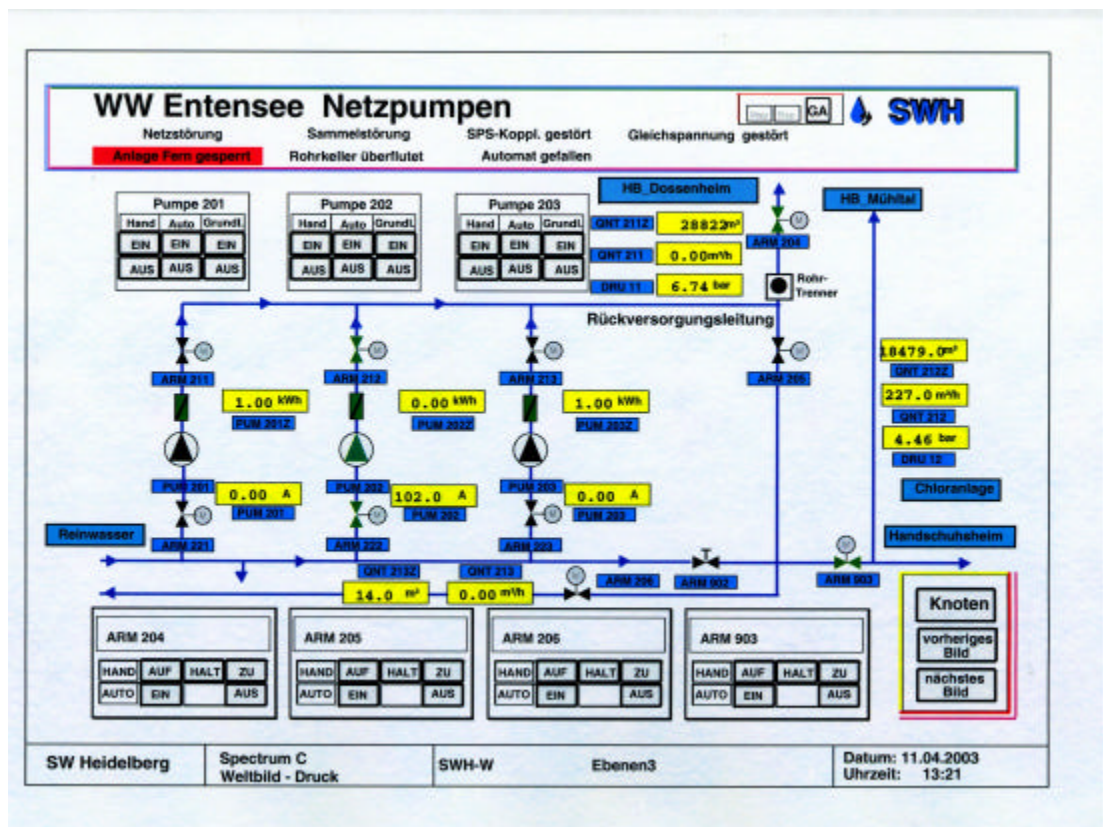 WW Entensee Netzpumpen
GA
SWH
Netzstörung Sammelstörung SPS-Koppl. gestört Gleichspannung gestört
Anlage Fern gesperrt Rohrkeller überflutet Automat gefallen
HB_Dossenheim
HB_Mühltal
Pumpe 201 Pumpe 202 Pumpe 203
Hand Auto Grundl. Hand Auto Grundl. Hand Auto Grundl.
EIN EIN EIN EIN EIN EIN EIN EIN EIN
AUS AUS AUS AUS AUS AUS AUS AUS AUS
QNT 211Z 28822m³
ARM 204
QNT 211 0.00m³/h
DRU 11 6.74 bar
Rohr-
Trenner
Rückversorgungsleitung
ARM 211 ARM 212 ARM 213 ARM 205
18479.0m³
QNT 212Z
227.0 m³/h
QNT 212
4.46 bar
DRU 12
1.00 kWh 0.00 kWh 1.00 kWh
PUM 201Z PUM 202Z PUM 203Z
PUM 201 PUM 202 PUM 203
0.00 A 102.0 A 0.00 A
PUM 201 PUM 202 PUM 203
Chloranlage
Reinwasser
Handschuhsheim
ARM 221 ARM 222 ARM 223
QNT 213Z QNT 213 ARM 206 ARM 902 ARM 903
14.0 m³ 0.00 m³/h
ARM 204 ARM 205 ARM 206 ARM 903
HAND AUF HALT ZU HAND AUF HALT ZU HAND AUF HALT ZU HAND AUF HALT ZU
AUTO EIN AUS AUTO EIN AUS AUTO EIN AUS AUTO EIN AUS
Knoten
vorheriges
Bild
nächstes
Bild
SW Heidelberg
Spectrum C
Weltbild - Druck
SWH-W Ebenen3
Datum: 11.04.2003
Uhrzeit: 13:21